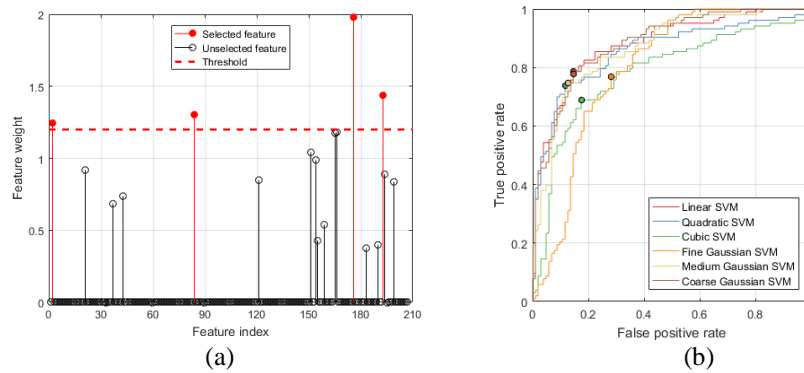 2
1.5
1
0.5
0
Feature weight
Selected feature
Unselected feature
Threshold
1 30 60 90 120 150 180 210
Feature index
(a)
1
0.8
0.6
0.4
0.2
0
True positive rate
Linear SVM
Quadratic SVM
Cubic SVM
Fine Gaussian SVM
Medium Gaussian SVM
Coarse Gaussian SVM
0 0.2 0.4 0.6 0.8
False positive rate
(b)